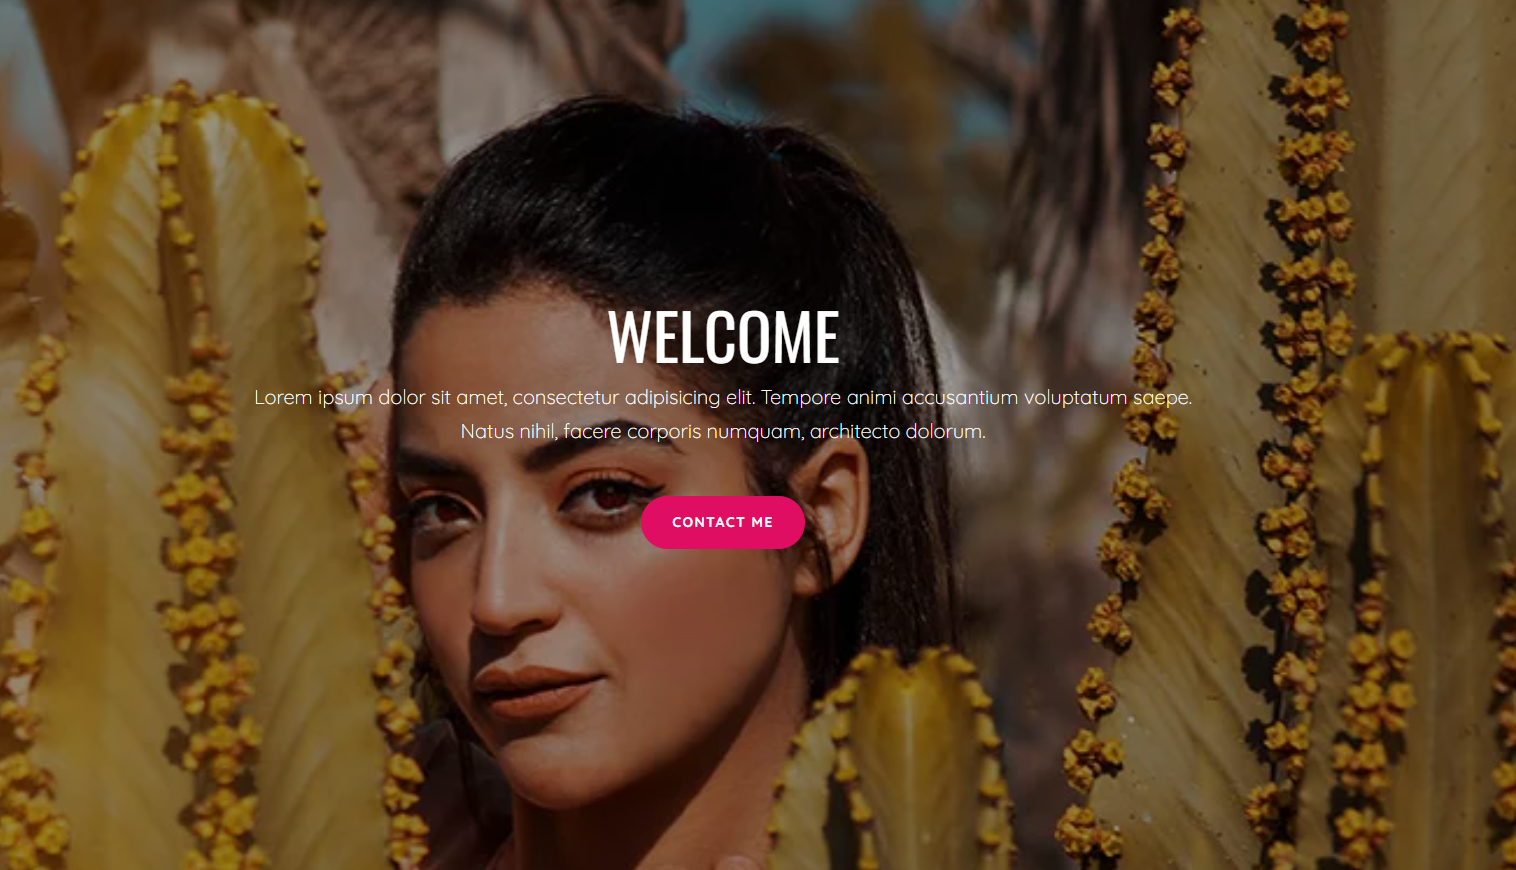 WELCOME
Lorem ipsum dolor sit amet, consectetur adipisicing elit. Tempore animi accusantium voluptatum saepe.
Natus nihil, facere corporis numquam, architecto dolorum.
CONTACT ME